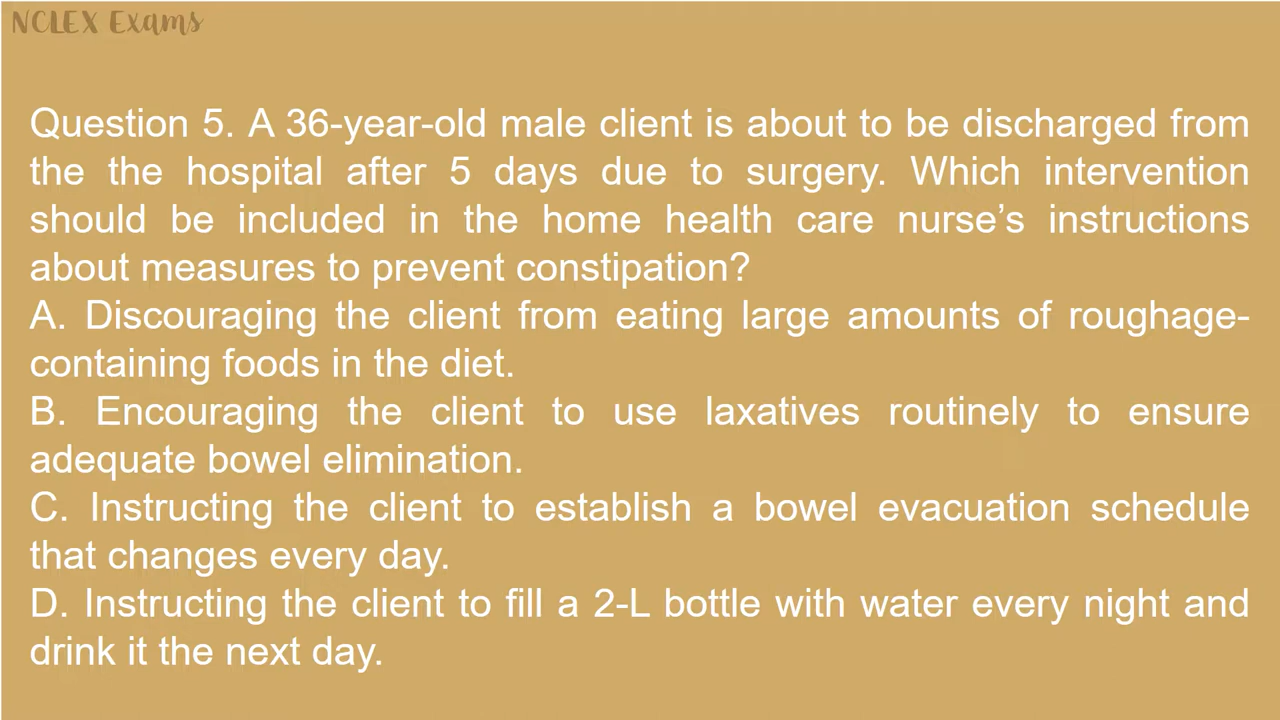 NCLEX Exams
Question 5. A 36-year-old male client is about to be discharged from
the the hospital after 5 days due to surgery. Which intervention
should be included in the home health care nurse’s instructions
about measures to prevent constipation?
A. Discouraging the client from eating large amounts of roughage-
containing foods in the diet.
B. Encouraging the client to use laxatives routinely to ensure
adequate bowel elimination.
C. Instructing the client to establish a bowel evacuation schedule
that changes every day.
D. Instructing the client to fill a 2-L bottle with water every night and
drink it the next day.